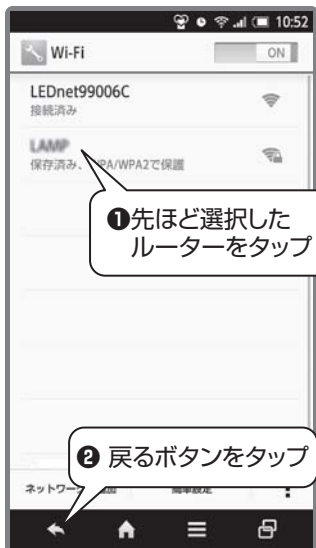 10:52
Wi-Fi
ON
LEDnet99006C
接続済み
LAMP
保存済み、 PA/WPA2で保護
❶先ほど選択した
ルーターをタップ
❷ 戻るボタンをタップ
ネットワーク 追加
簡単設定